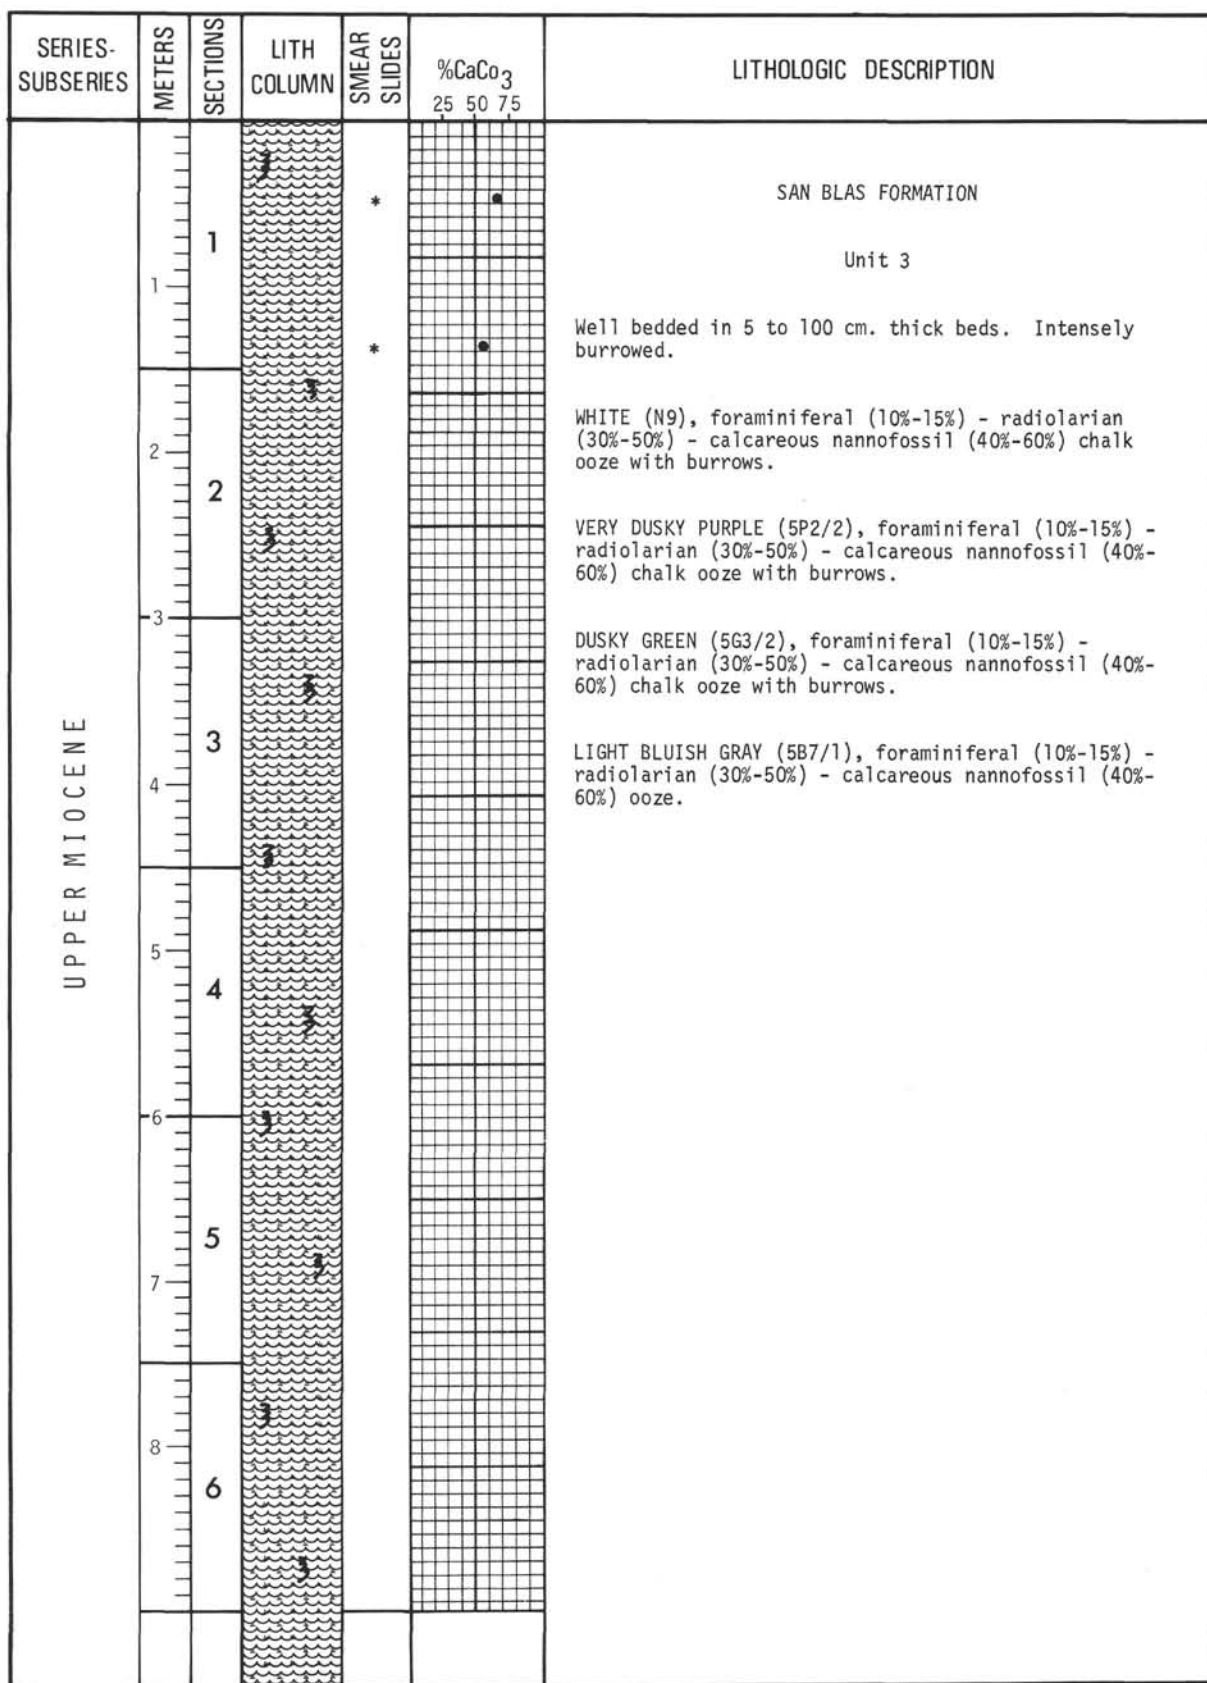 SERIES-
SUBSERIES
METERS
SECTIONS
LITH
COLUMN
SMEAR
SLIDES
%CaCo3
25 50 75
LITHOLOGIC DESCRIPTION
UPPER MIOCENE
1
2
3
4
5
6
7
8
1
2
3
4
5
6
*
*
SAN BLAS FORMATION
Unit 3
Well bedded in 5 to 100 cm. thick beds. Intensely
burrowed.
WHITE (N9), foraminiferal (10%-15%) - radiolarian
(30%-50%) - calcareous nannofossil (40%-60%) chalk
ooze with burrows.
VERY DUSKY PURPLE (5P2/2), foraminiferal (10%-15%) -
radiolarian (30%-50%) - calcareous nannofossil (40%-
60%) chalk ooze with burrows.
DUSKY GREEN (5G3/2), foraminiferal (10%-15%) -
radiolarian (30%-50%) - calcareous nannofossil (40%-
60%) chalk ooze with burrows.
LIGHT BLUISH GRAY (5B7/1), foraminiferal (10%-15%) -
radiolarian (30%-50%) - calcareous nannofossil (40%-
60%) ooze.